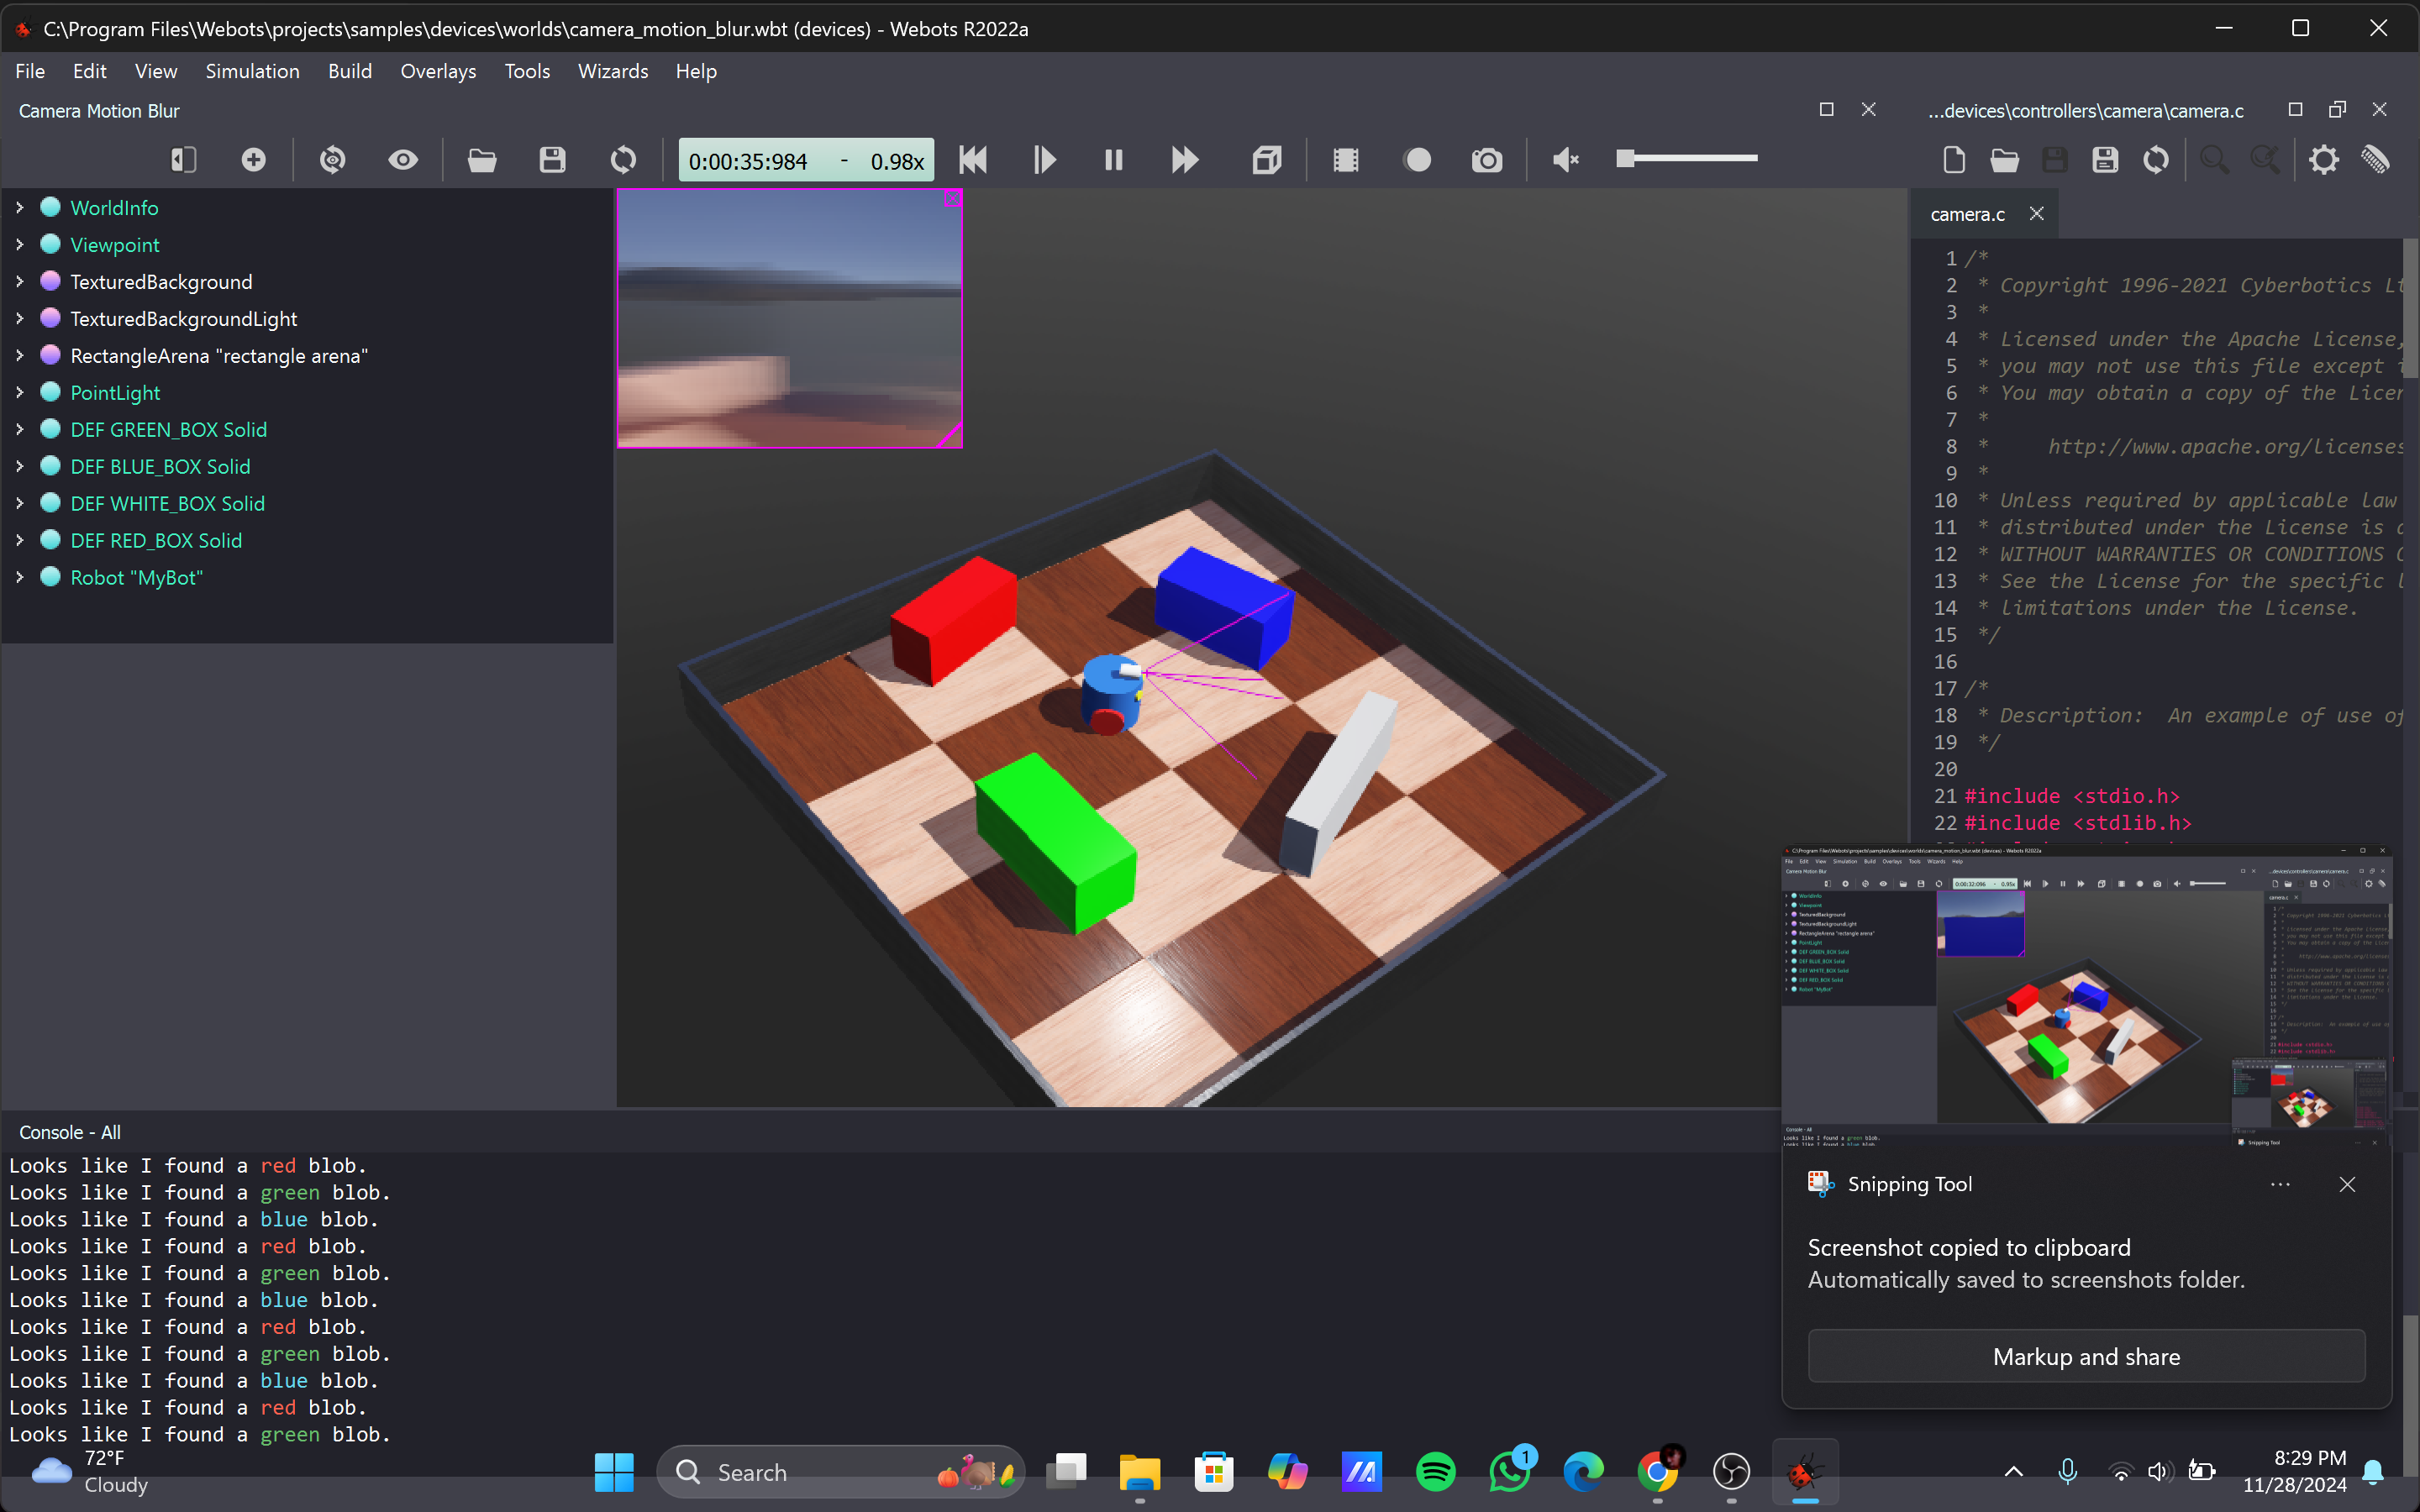 C:\Program Files\Webots\projects\samples\devices\worlds\camera_motion_blur.wbt (devices) - Webots R2022a
File Edit View Simulation Build Overlays Tools Wizards Help
Camera Motion Blur
...devices\controllers\camera\camera.c
0:00:35:984 - 0.98x
WorldInfo
Viewpoint
TexturedBackground
TexturedBackgroundLight
RectangleArena "rectangle arena"
PointLight
DEF GREEN_BOX Solid
DEF BLUE_BOX Solid
DEF WHITE_BOX Solid
DEF RED_BOX Solid
Robot "MyBot"
camera.c
1 /*
2 * Copyright 1996-2021 Cyberbotics
3 *
4 * Licensed under the Apache License,
5 * you may not use this file except
6 * You may obtain a copy of the
7 *
8 * http://www.apache.org/licenses
9 *
10 * Unless required by applicable law
11 * distributed under the License is
12 * WITHOUT WARRANTIES OR CONDITIONS
13 * See the License for the specific
14 * limitations under the License.
15 */
16
17 /*
18 * Description: An example of use of
19 */
20
21 #include <stdio.h>
22 #include <stdlib.h>
Console - All
Looks like I found a red blob.
Looks like I found a green blob.
Looks like I found a blue blob.
Looks like I found a red blob.
Looks like I found a green blob.
Looks like I found a blue blob.
Looks like I found a red blob.
Looks like I found a green blob.
Looks like I found a blue blob.
Looks like I found a red blob.
Looks like I found a green blob.
Snipping Tool
Screenshot copied to clipboard
Automatically saved to screenshots folder.
Markup and share
72°F
Cloudy
Search
1
8:29 PM
11/28/2024